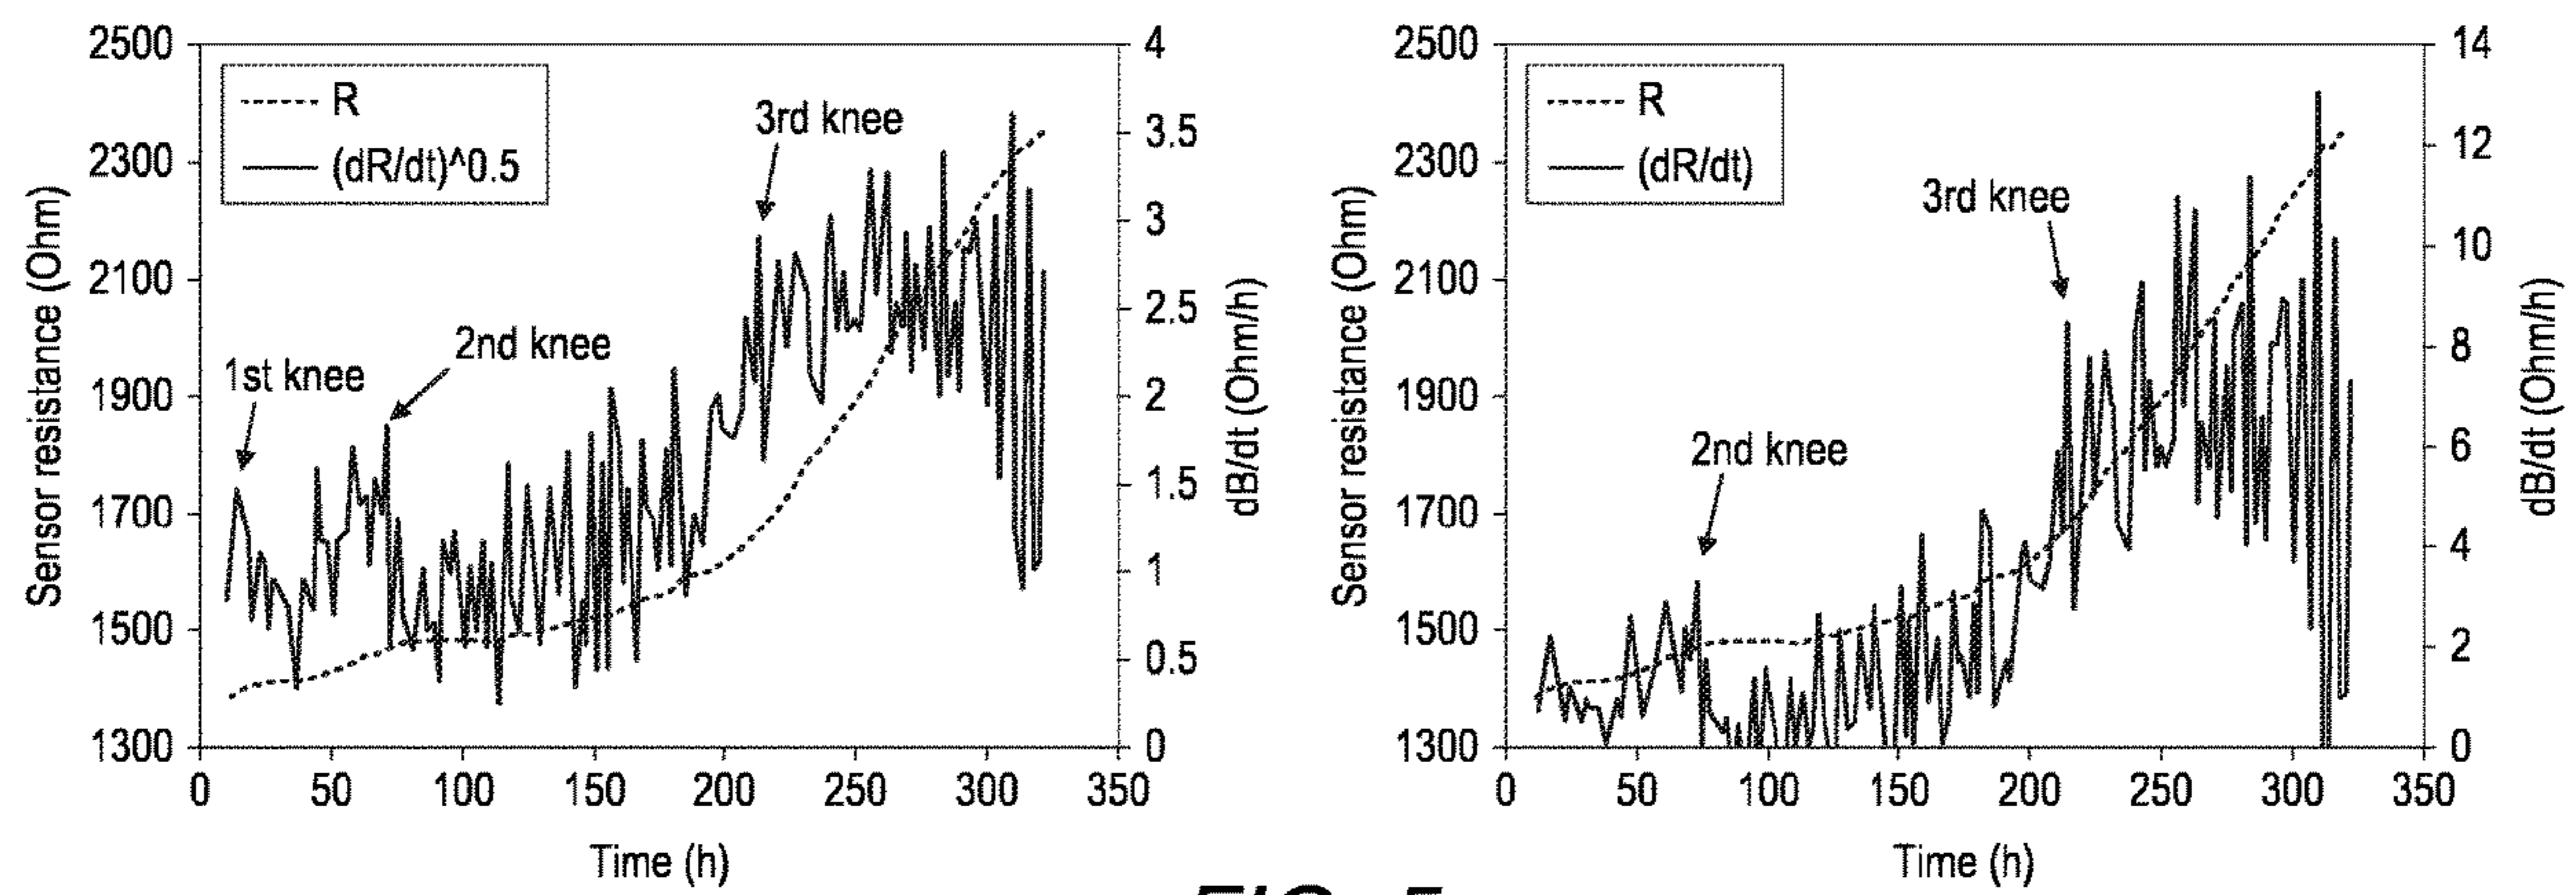 2500
2300
2100
1900
1700
1500
1300
Sensor resistance (Ohm)
R
(dR/dt)^0.5
1st knee
2nd knee
3rd knee
4
3.5
3
2.5
2
1.5
1
0.5
0
dB/dt (Ohm/h)
0 50 100 150 200 250 300 350
Time (h)
2500
2300
2100
1900
1700
1500
1300
Sensor resistance (Ohm)
R
(dR/dt)
2nd knee
3rd knee
14
12
10
8
6
4
2
0
dB/dt (Ohm/h)
0 50 100 150 200 250 300 350
Time (h)